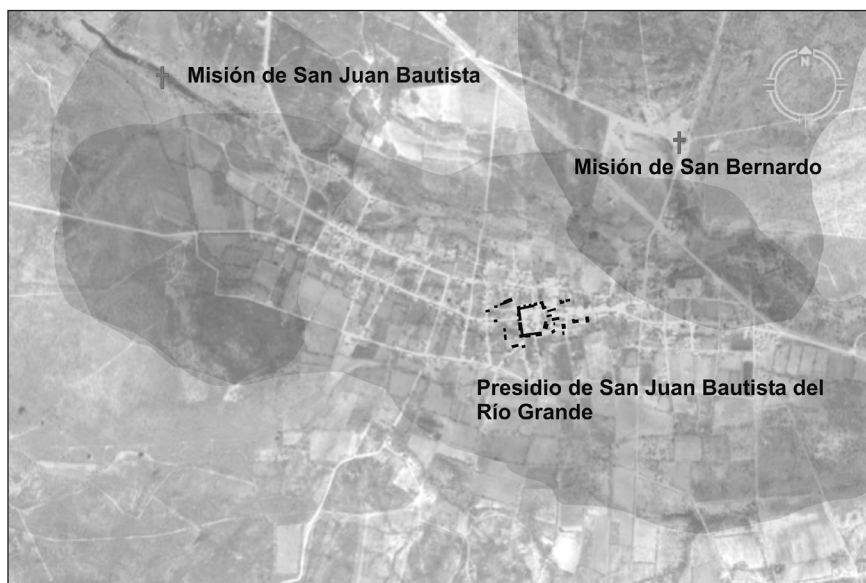 Misión de San Juan Bautista
N
Misión de San Bernardo
Presidio de San Juan Bautista del
Río Grande